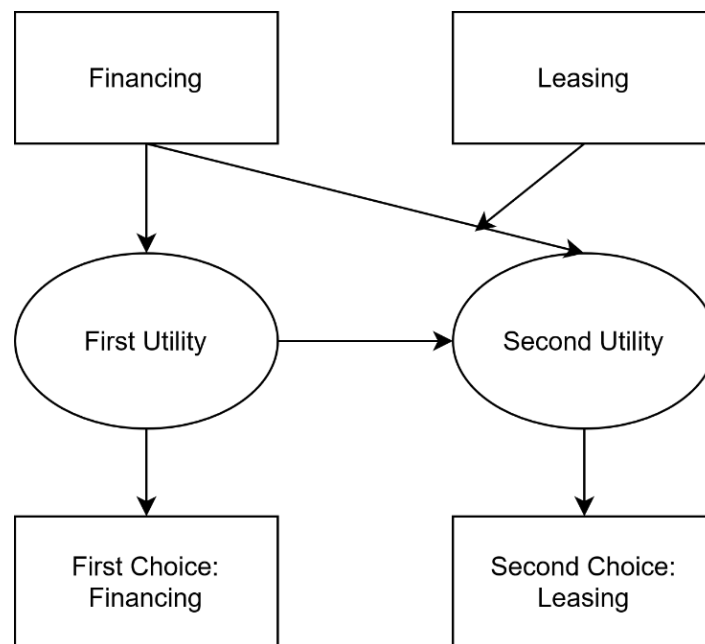 Financing
Leasing
First Utility
Second Utility
First Choice:
Financing
Second Choice:
Leasing